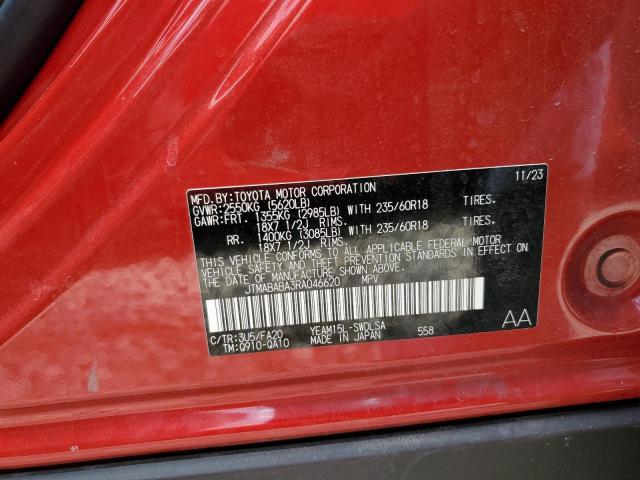 MFD.BY:TOYOTA MOTOR CORPORATION 11/23
GVWR:2550KG (5620LB)
GAWR:FRT. 1355KG (2985LB) WITH 235/60R18 TIRES.
18X7 1/2J RIMS.
RR. 1400KG (3085LB) WITH 235/60R18 TIRES.
18X7 1/2J RIMS.
THIS VEHICLE CONFORMS TO ALL APPLICABLE FEDERAL MOTOR
VEHICLE SAFETY AND THEFT PREVENTION STANDARDS IN EFFECT ON
THE DATE OF MANUFACTURE SHOWN ABOVE.
JTMABABA3RA046620 MPV
C/TR:3U5/FA20 YEAM15L-SWDLSA AA
TM:Q910-QA10 MADE IN JAPAN 558